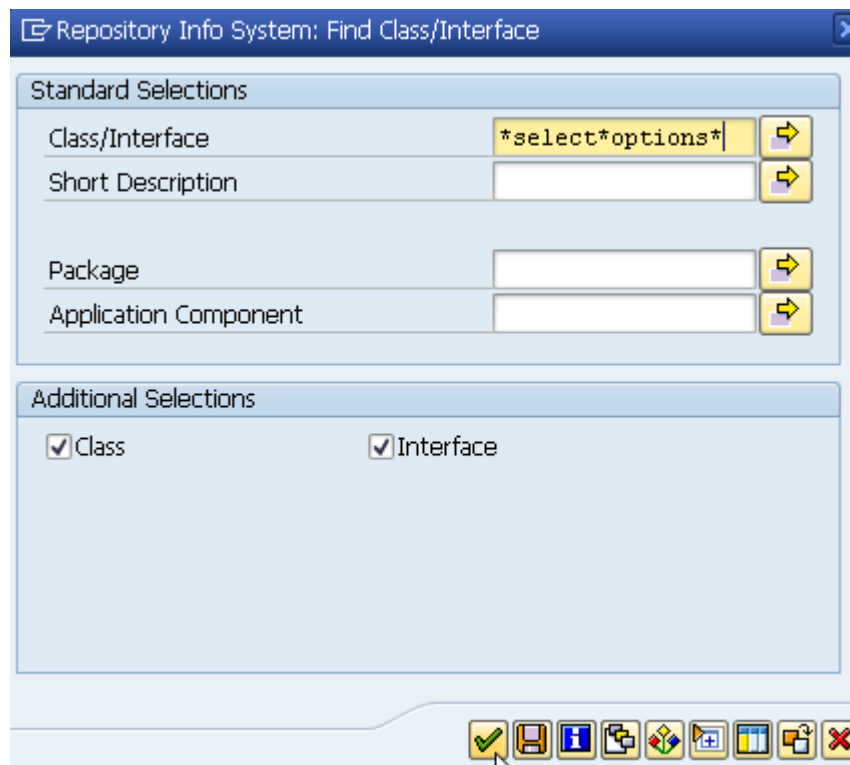 Repository Info System: Find Class/Interface
Standard Selections
Class/Interface *select*options*
Short Description
Package
Application Component
Additional Selections
Class Interface